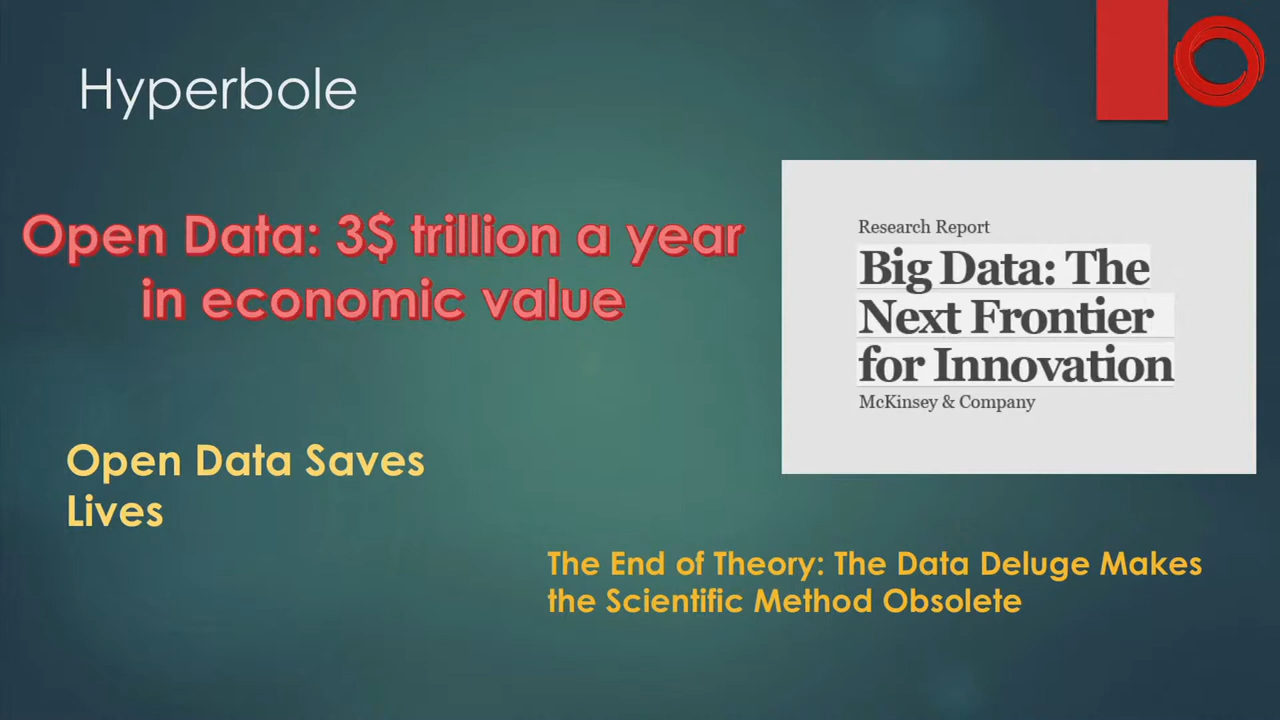 Hyperbole
Open Data: 3$ trillion a year
in economic value
Research Report
Big Data: The
Next Frontier
for Innovation
McKinsey & Company
Open Data Saves
Lives
The End of Theory: The Data Deluge Makes
the Scientific Method Obsolete